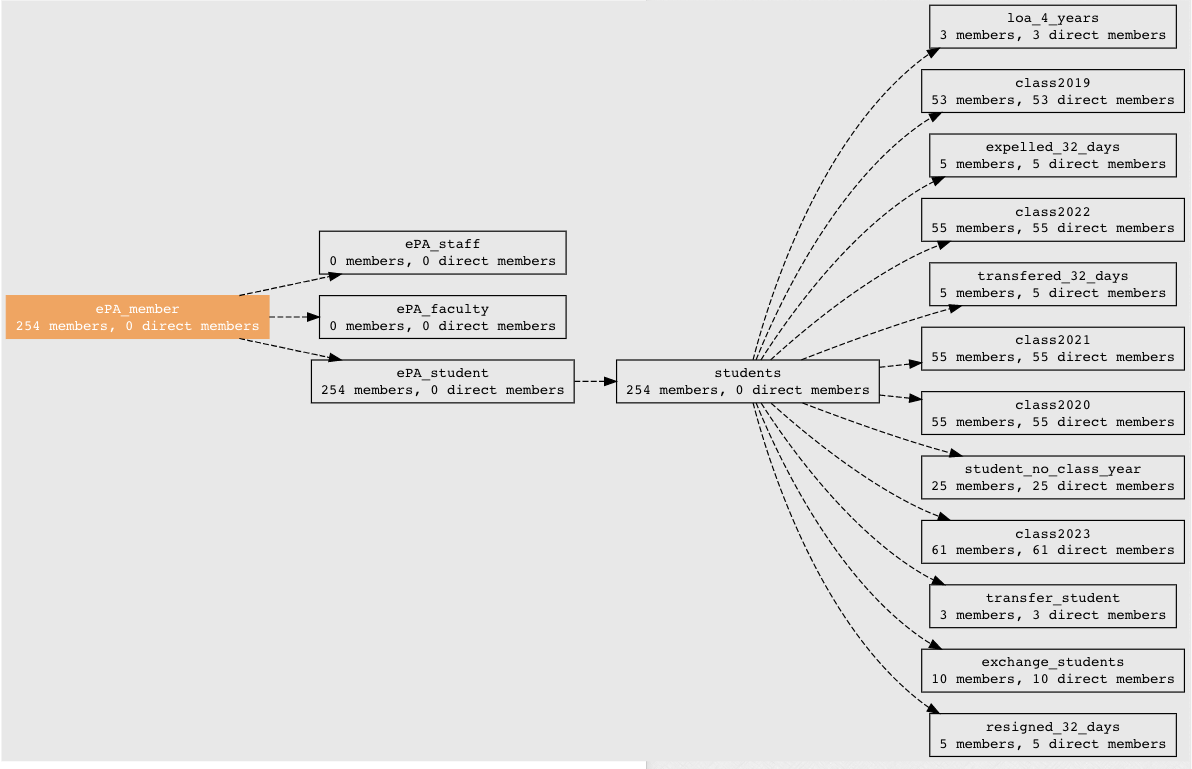 loa_4_years
3 members, 3 direct members
class2019
53 members, 53 direct members
expelled_32_days
5 members, 5 direct members
class2022
55 members, 55 direct members
ePA_staff
0 members, 0 direct members
transfered_32_days
5 members, 5 direct members
ePA_member
254 members, 0 direct members
ePA_faculty
0 members, 0 direct members
class2021
55 members, 55 direct members
ePA_student
254 members, 0 direct members
students
254 members, 0 direct members
class2020
55 members, 55 direct members
student_no_class_year
25 members, 25 direct members
class2023
61 members, 61 direct members
transfer_student
3 members, 3 direct members
exchange_students
10 members, 10 direct members
resigned_32_days
5 members, 5 direct members